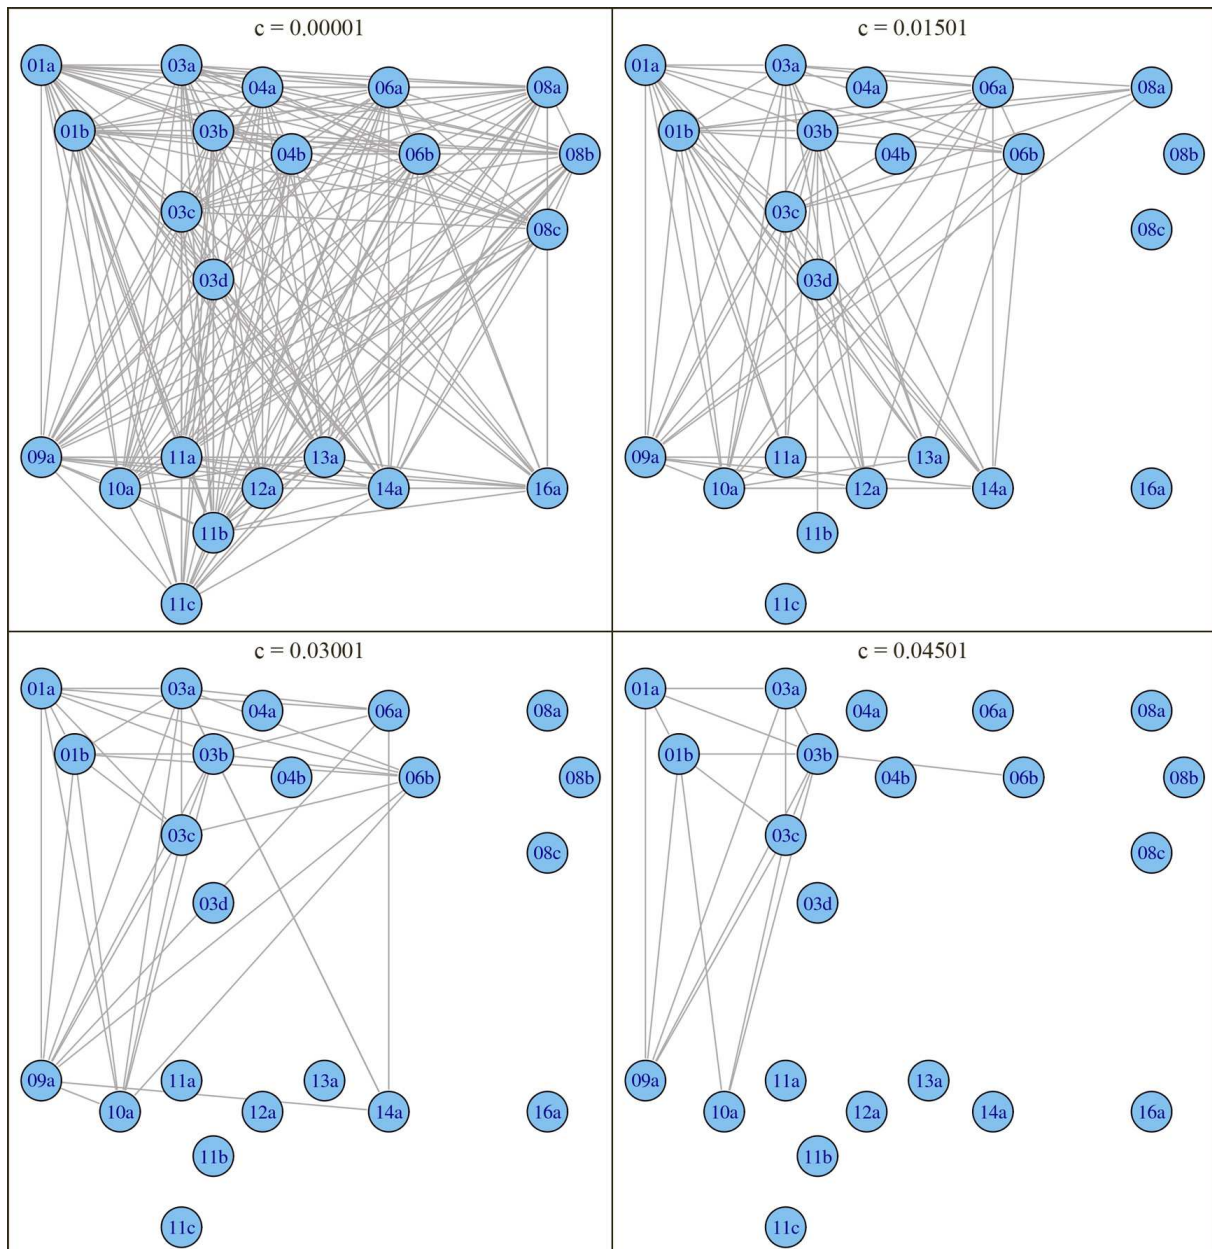 c = 0.00001
01a 03a 04a 06a 08a
01b 03b 04b 06b 08b
03c 08c
03d
09a 11a 13a
10a 12a 14a 16a
11b
11c
c = 0.01501
01a 03a 04a 06a 08a
01b 03b 04b 06b 08b
03c 08c
03d
09a 11a 13a
10a 12a 14a 16a
11b
11c
c = 0.03001
01a 03a 04a 06a 08a
01b 03b 04b 06b 08b
03c 08c
03d
09a 11a 13a
10a 12a 14a 16a
11b
11c
c = 0.04501
01a 03a 04a 06a 08a
01b 03b 04b 06b 08b
03c 08c
03d
09a 11a 13a
10a 12a 14a 16a
11b
11c